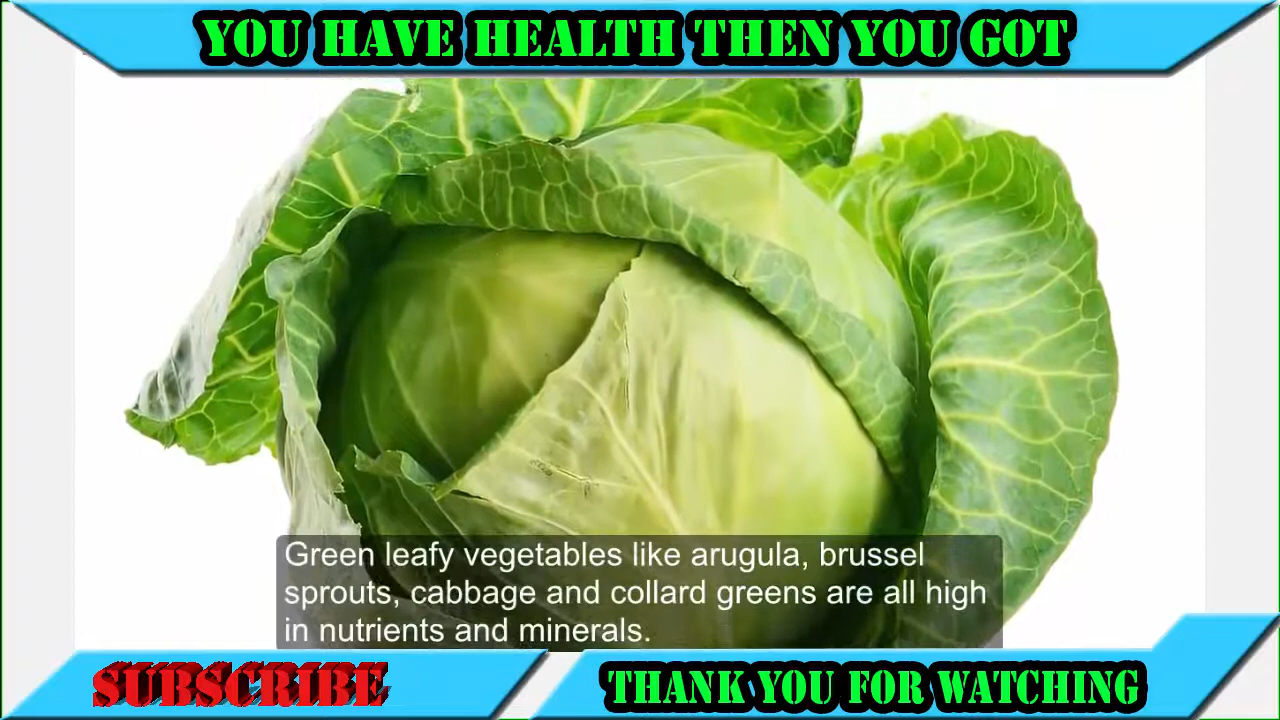 YOU HAVE HEALTH THEN YOU GOT
Green leafy vegetables like arugula, brussel
sprouts, cabbage and collard greens are all high
in nutrients and minerals.
SUBSCRIBE
THANK YOU FOR WATCHING